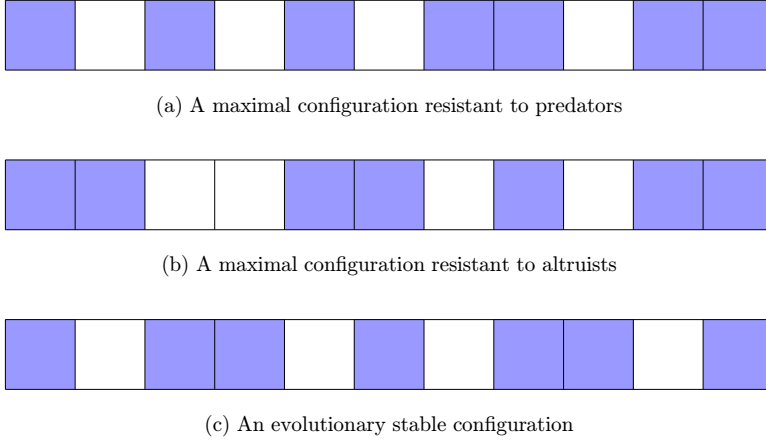 (a) A maximal configuration resistant to predators
(b) A maximal configuration resistant to altruists
(c) An evolutionary stable configuration